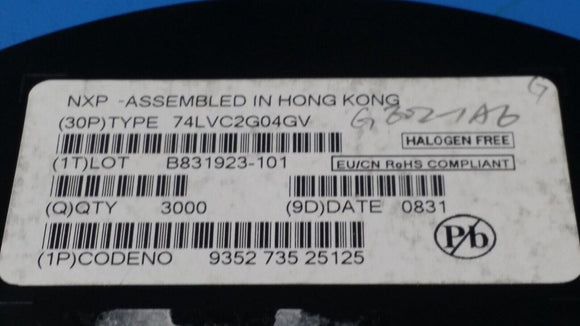 G
NXP -ASSEMBLED IN HONG KONG
(30P)TYPE 74LVC2G04GV
HALOGEN FREE
(1T)LOT B831923-101
EU/CN RoHS COMPLIANT
(Q)QTY 3000 (9D)DATE 0831
Pb
(1P)CODENO 9352 735 25125